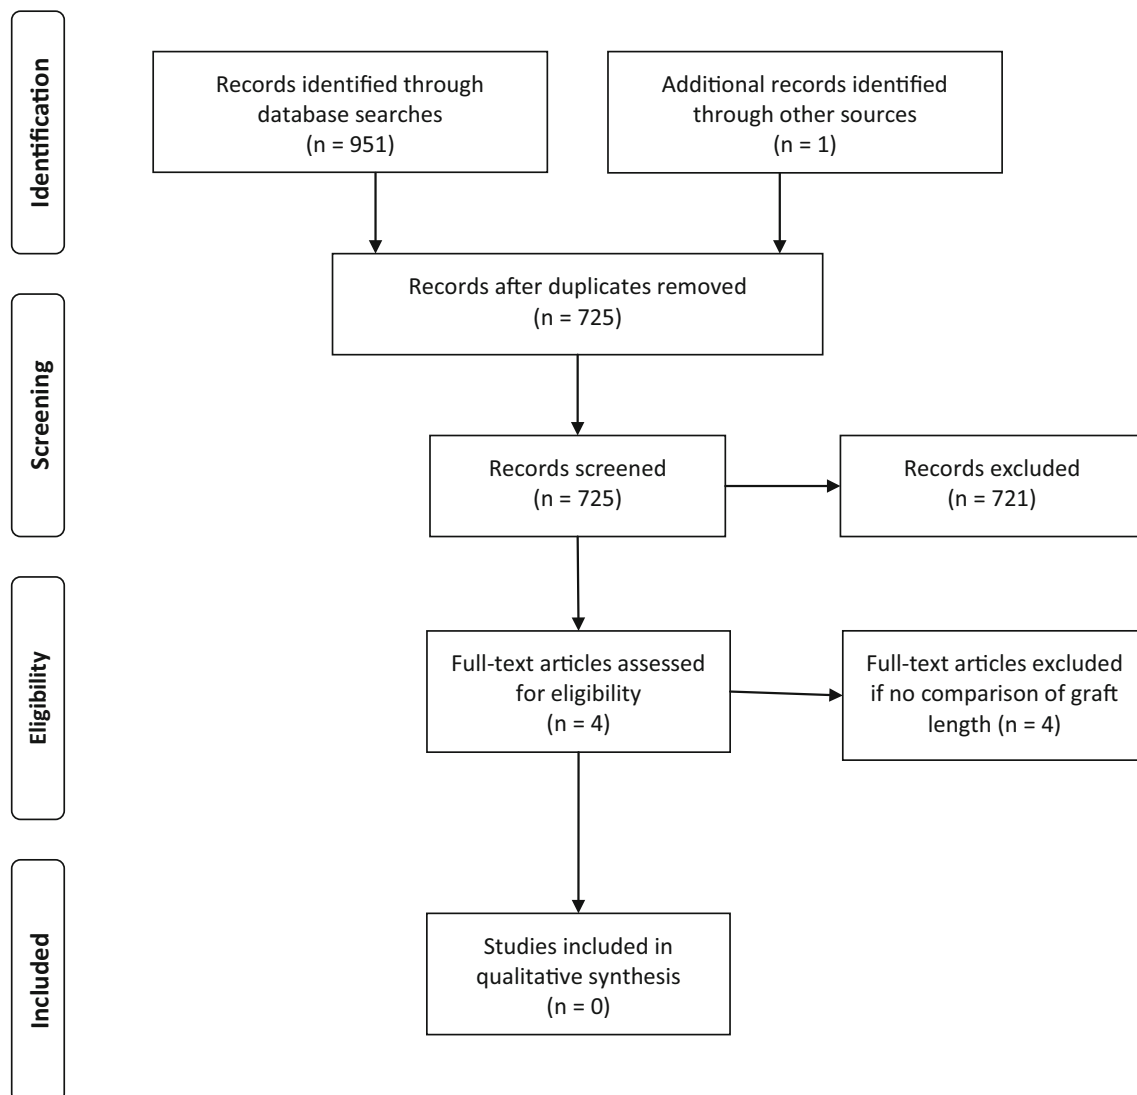 Identification
Records identified through
database searches
(n = 951)
Additional records identified
through other sources
(n = 1)
Records after duplicates removed
(n = 725)
Screening
Records screened
(n = 725)
Records excluded
(n = 721)
Eligibility
Full-text articles assessed
for eligibility
(n = 4)
Full-text articles excluded
if no comparison of graft
length (n = 4)
Included
Studies included in
qualitative synthesis
(n = 0)